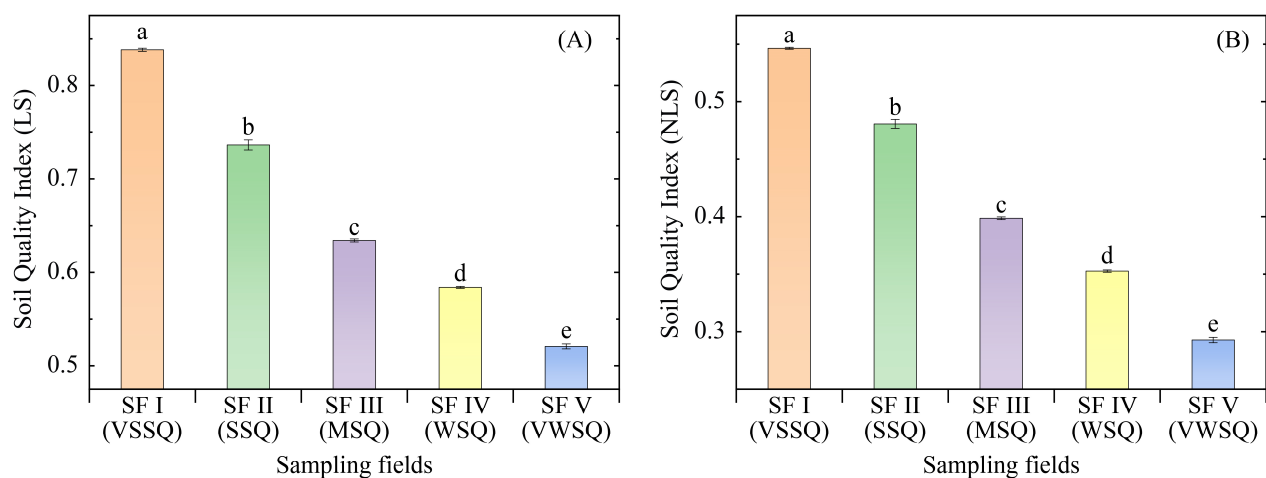 (A)
Soil Quality Index (LS)
0.8
0.7
0.6
0.5
a
b
c
d
e
SF I
(VSSQ)
SF II
(SSQ)
SF III
(MSQ)
SF IV
(WSQ)
SF V
(VWSQ)
Sampling fields
(B)
Soil Quality Index (NLS)
0.5
0.4
0.3
a
b
c
d
e
SF I
(VSSQ)
SF II
(SSQ)
SF III
(MSQ)
SF IV
(WSQ)
SF V
(VWSQ)
Sampling fields